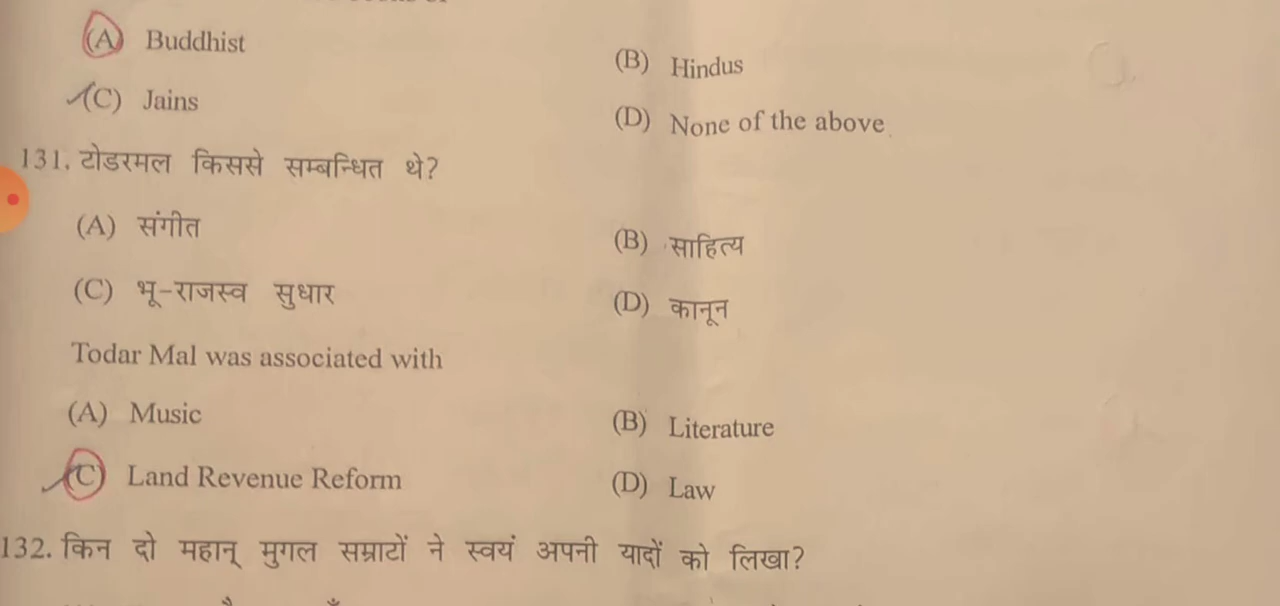 (A) Buddhist (B) Hindus
(C) Jains (D) None of the above
131. टोडरमल किससे सम्बन्धित थे?
(A) संगीत (B) साहित्य
(C) भू-राजस्व सुधार (D) कानून
Todar Mal was associated with
(A) Music (B) Literature
(C) Land Revenue Reform (D) Law
132. किन दो महान् मुगल सम्राटों ने स्वयं अपनी यादों को लिखा?